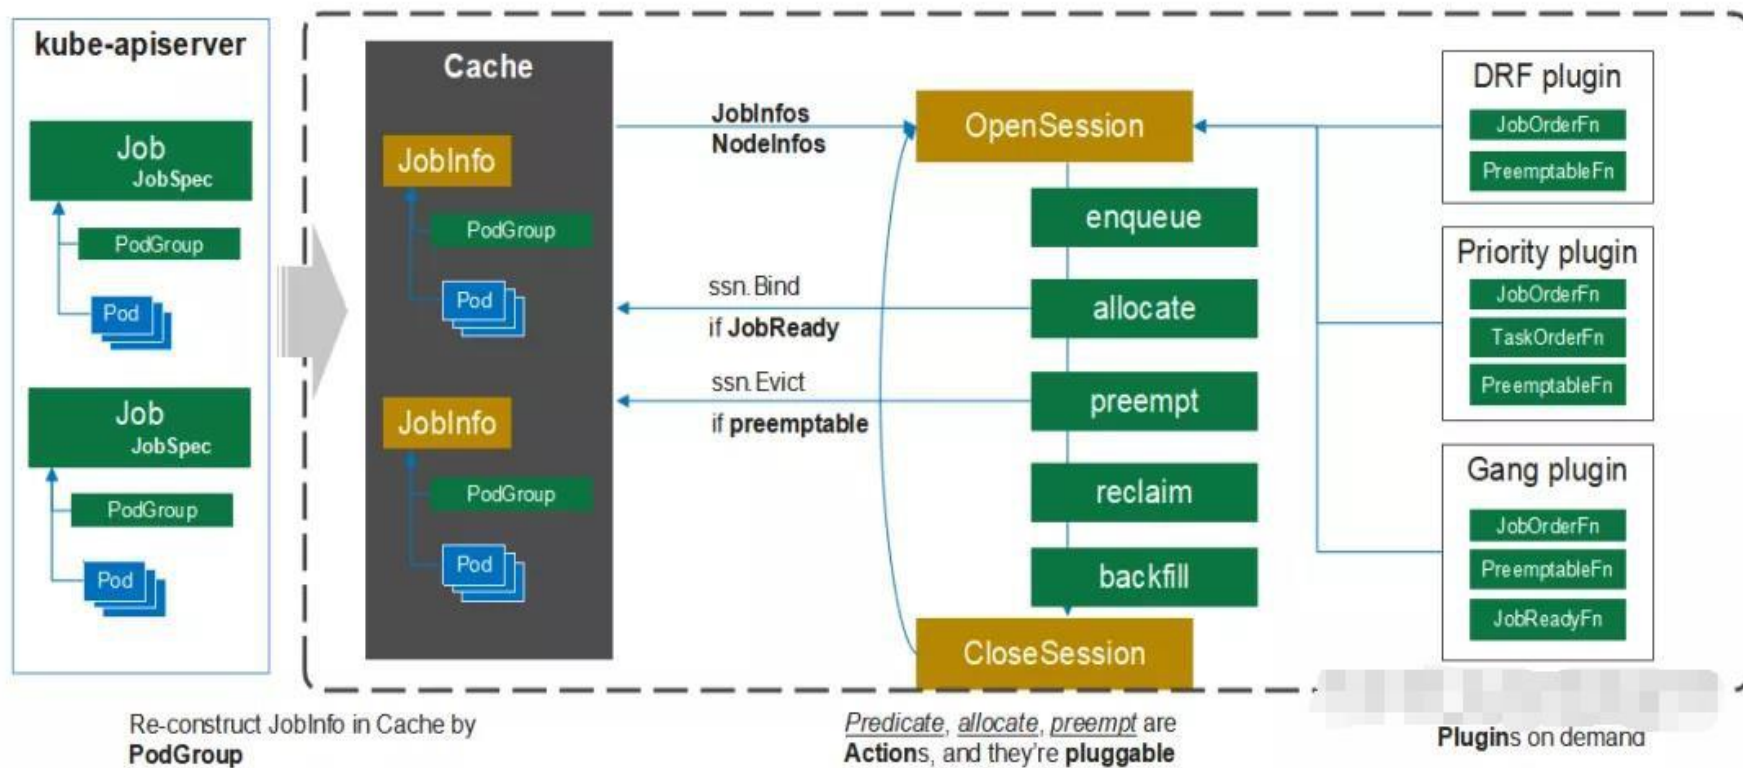 kube-apiserver
Job
JobSpec
PodGroup
Pod
Job
JobSpec
PodGroup
Pod
Cache
JobInfo
PodGroup
Pod
JobInfo
PodGroup
Pod
JobInfos
NodeInfos
ssn.Bind
if JobReady
ssn.Evict
if preemptable
OpenSession
enqueue
allocate
preempt
reclaim
backfill
CloseSession
DRF plugin
JobOrderFn
PreemptableFn
Priority plugin
JobOrderFn
TaskOrderFn
PreemptableFn
Gang plugin
JobOrderFn
PreemptableFn
JobReadyFn
Re-construct JobInfo in Cache by
PodGroup
Predicate, allocate, preempt are
Actions, and they're pluggable
Plugins on demand